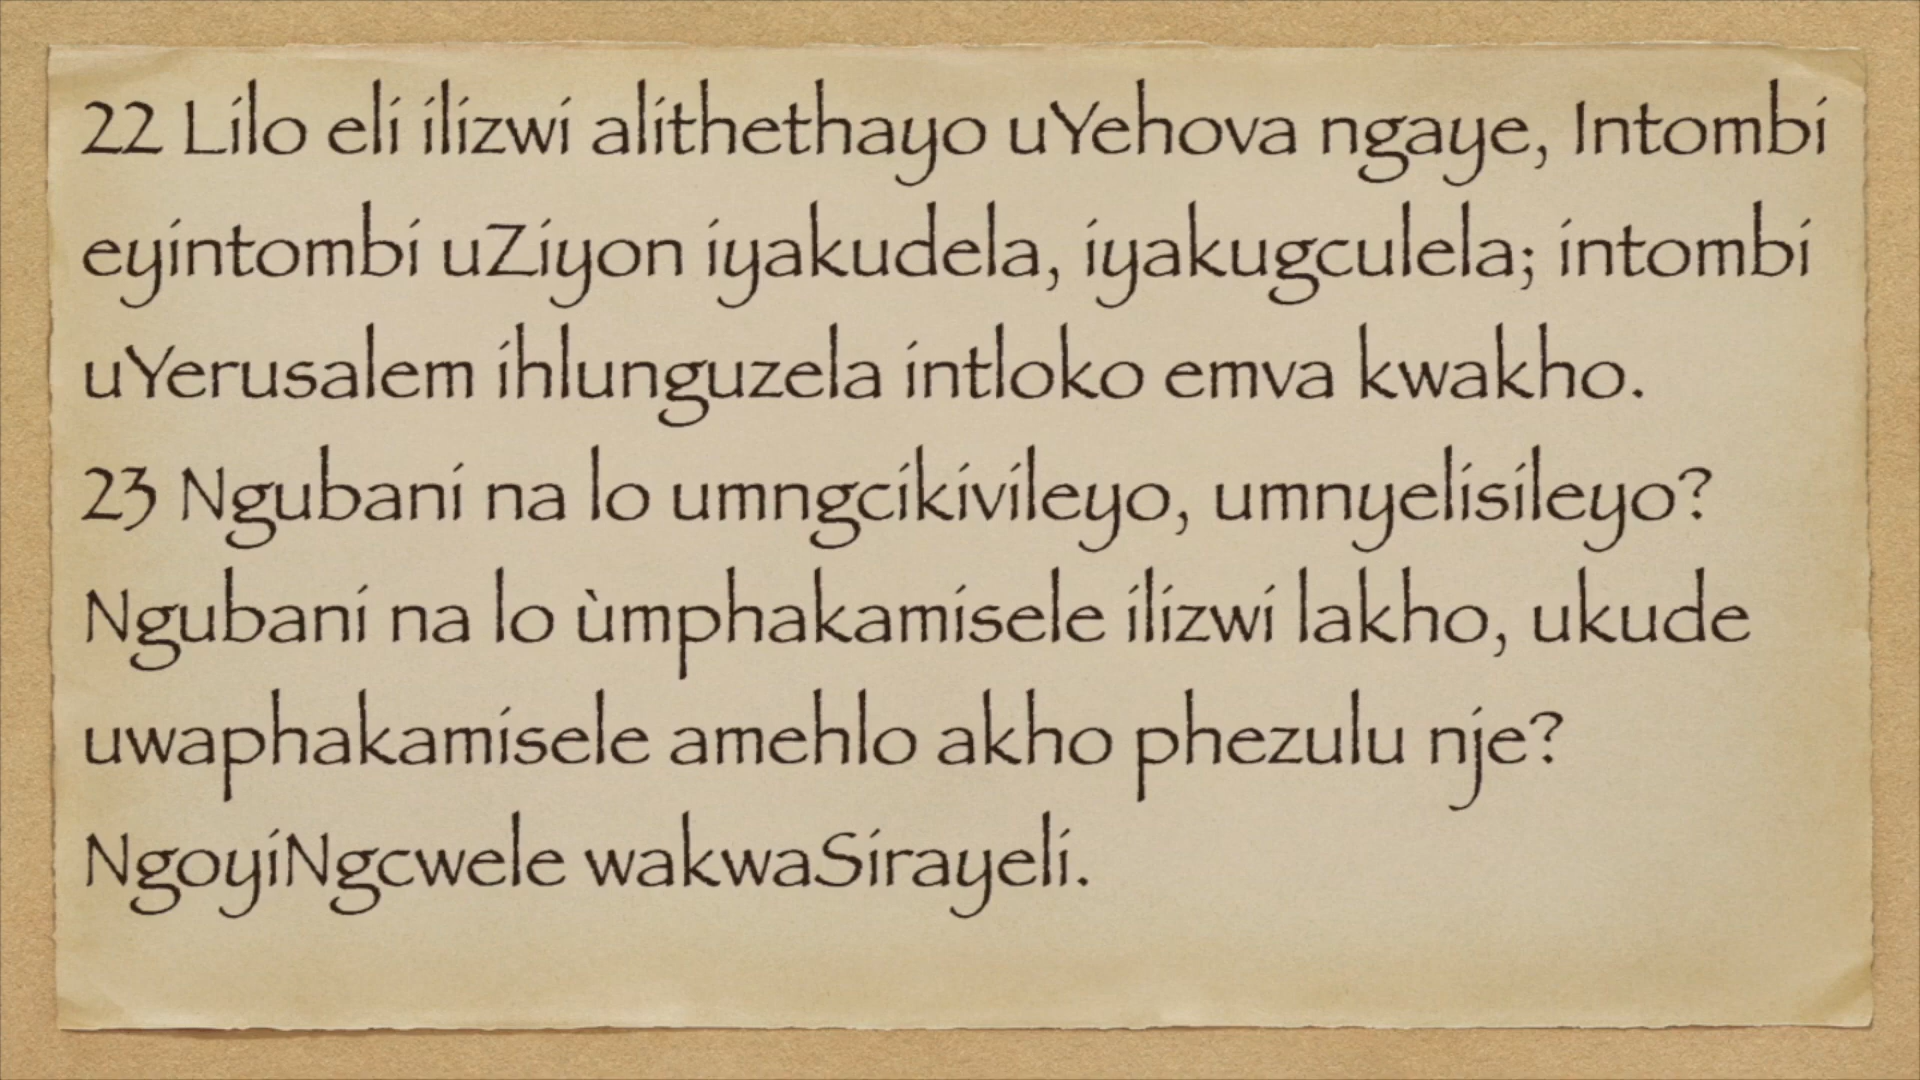 22 Lilo eli ilizwi alithethayo uYehova ngaye, Intombi
eyintombi uZiyon iyakudela, iyakugculela; intombi
uYerusalem ihlunguzela intloko emva kwakho.
23 Ngubani na lo umngcikivileyo, umnyelisileyo?
Ngubani na lo ùmphakamisele ilizwi lakho, ukude
uwaphakamisele amehlo akho phezulu nje?
NgoyiNgcwele wakwaSirayeli.